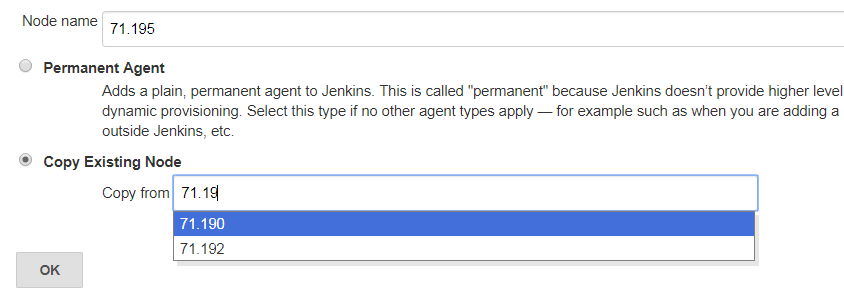 Node name 71.195
Permanent Agent
Adds a plain, permanent agent to Jenkins. This is called "permanent" because Jenkins doesn’t provide higher level
dynamic provisioning. Select this type if no other agent types apply — for example such as when you are adding a
outside Jenkins, etc.
Copy Existing Node
Copy from 71.19
71.190
71.192
OK